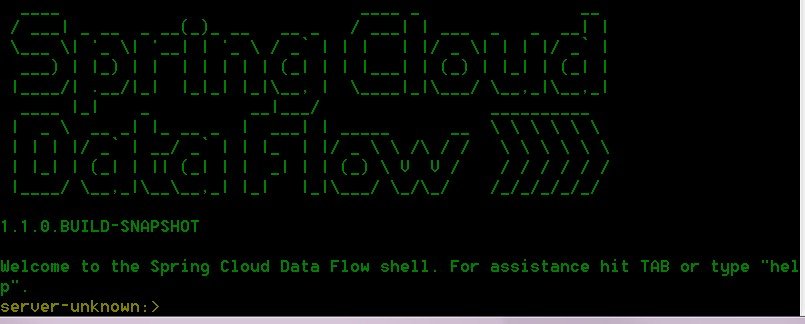 Spring Cloud
Data Flow
1.1.0.BUILD-SNAPSHOT
Welcome to the Spring Cloud Data Flow shell. For assistance hit TAB or type "hel
p".
server-unknown:>